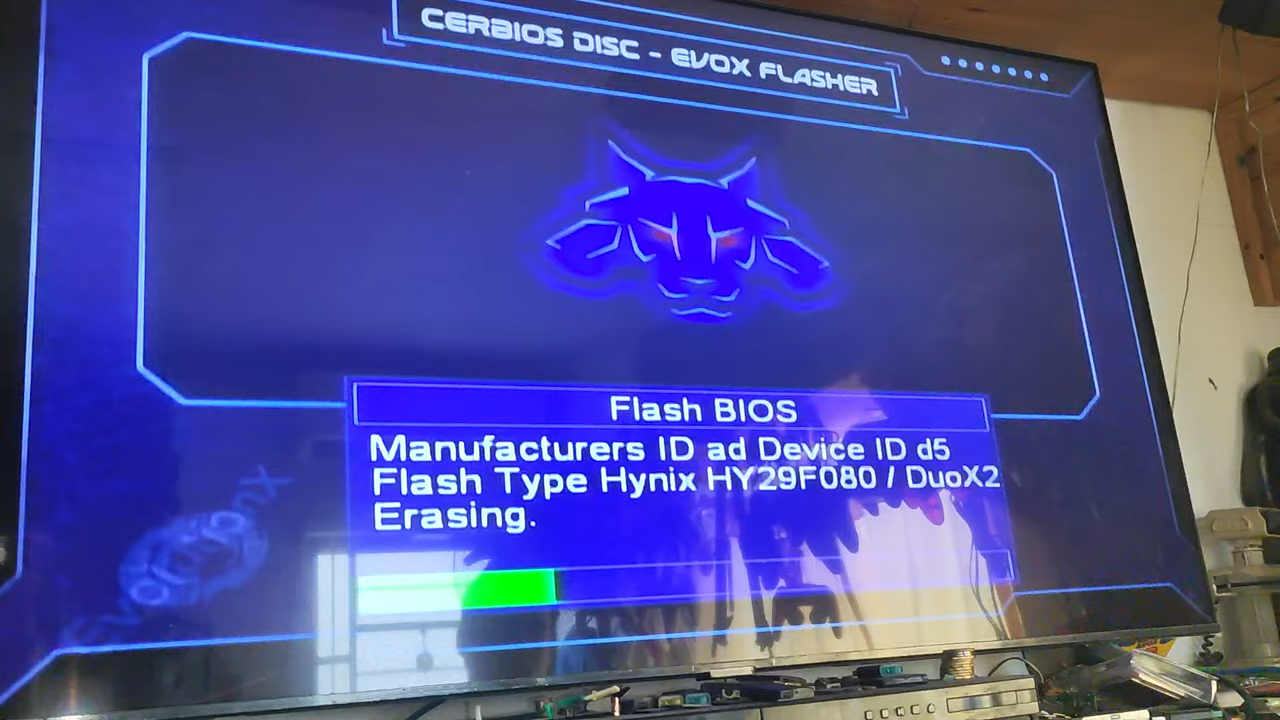 CERBIOS DISC - EVOX FLASHER
Flash BIOS
Manufacturers ID ad Device ID d5
Flash Type Hynix HY29F080 / DuoX2
Erasing.